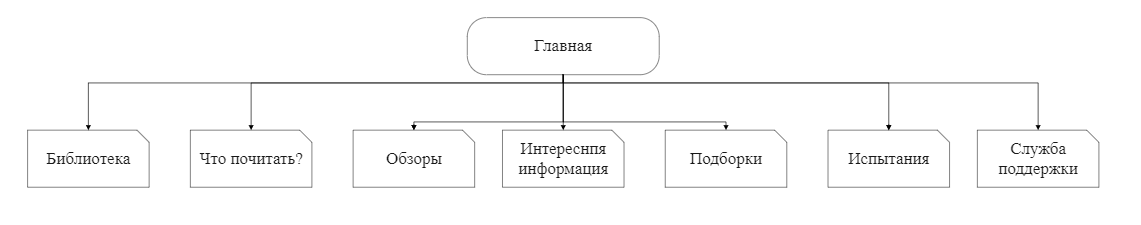 Главная
Библиотека
Что почитать?
Обзоры
Интереснпя
информация
Подборки
Испытания
Служба
поддержки